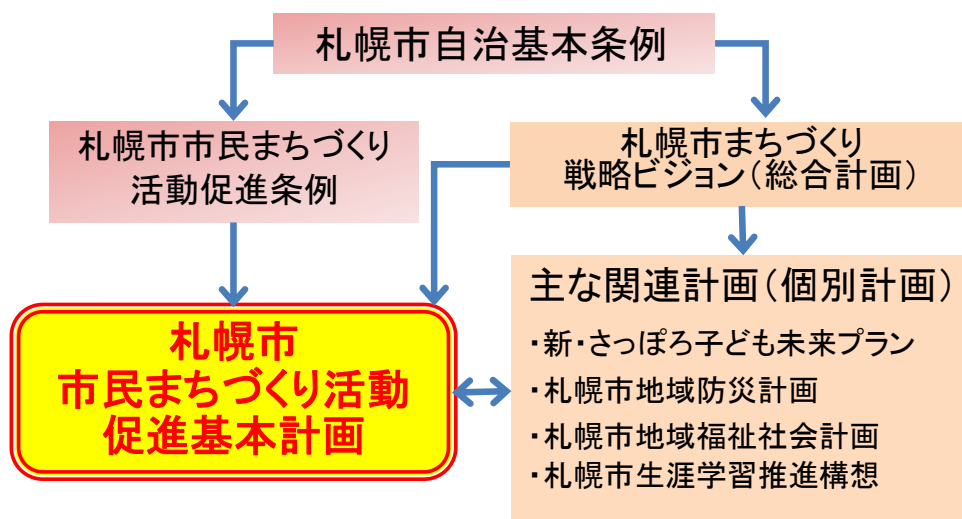 札幌市自治基本条例
札幌市市民まちづくり
活動促進条例
札幌市まちづくり
戦略ビジョン（総合計画）
札幌市
市民まちづくり活動
促進基本計画
主な関連計画（個別計画）
・新・さっぽろ子ども未来プラン
・札幌市地域防災計画
・札幌市地域福祉社会計画
・札幌市生涯学習推進構想